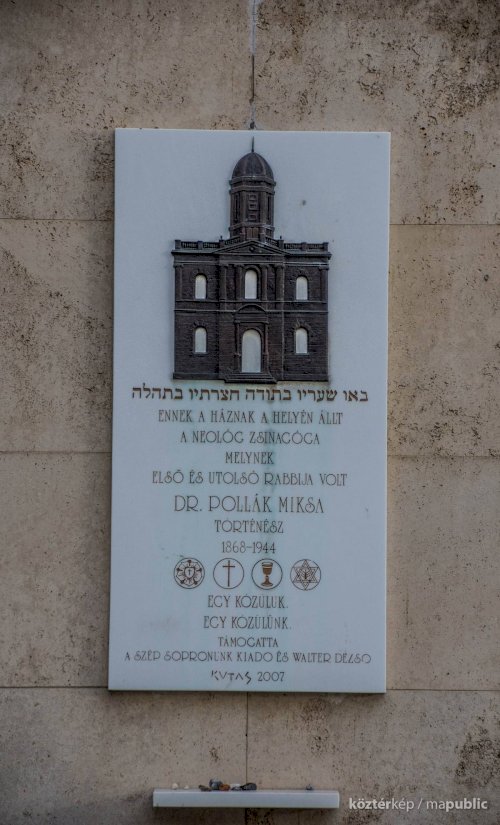 באו שעריו בתודה חצרתיו בתהלה
ENNEK A HÁZNAK A HELYÉN ÁLLT
A NEOLÓG ZSINAGÓGA
MELYNEK
ELSŐ ÉS UTOLSÓ RABBIJA VOLT
DR. POLLÁK MIKSA
TÖRTÉNÉSZ
1868-1944
EGY KÖZÜLÜK.
EGY KÖZÜLÜNK.
TÁMOGATTA
A SZÉP SOPRONUNK KIADÓ ÉS WALTER DEZSŐ
KUTAS 2007
köztérkép / mapublic